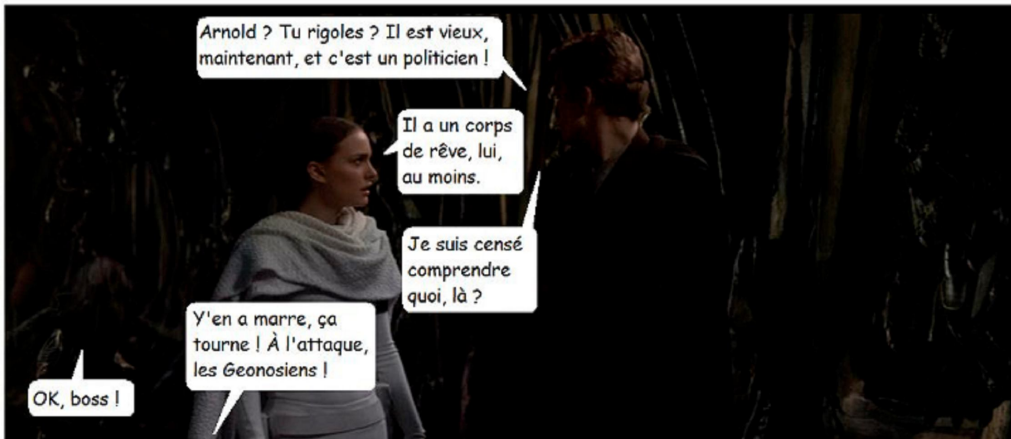 Arnold ? Tu rigoles ? Il est vieux,
maintenant, et c'est un politicien !
Il a un corps
de rêve, lui,
au moins.
Je suis censé
comprendre
quoi, là ?
Y'en a marre, ça
tourne ! À l'attaque,
les Geonosiens !
OK, boss !